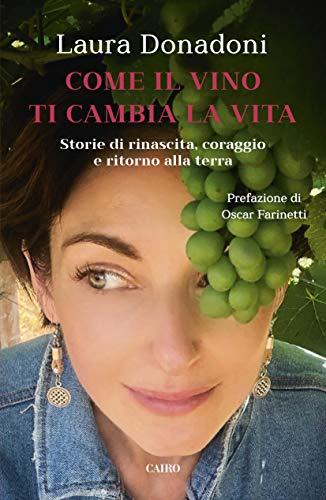 Laura Donadoni
COME IL VINO
TI CAMBIA LA VITA
Storie di rinascita, coraggio
e ritorno alla terra
Prefazione di
Oscar Farinetti
CAIRO